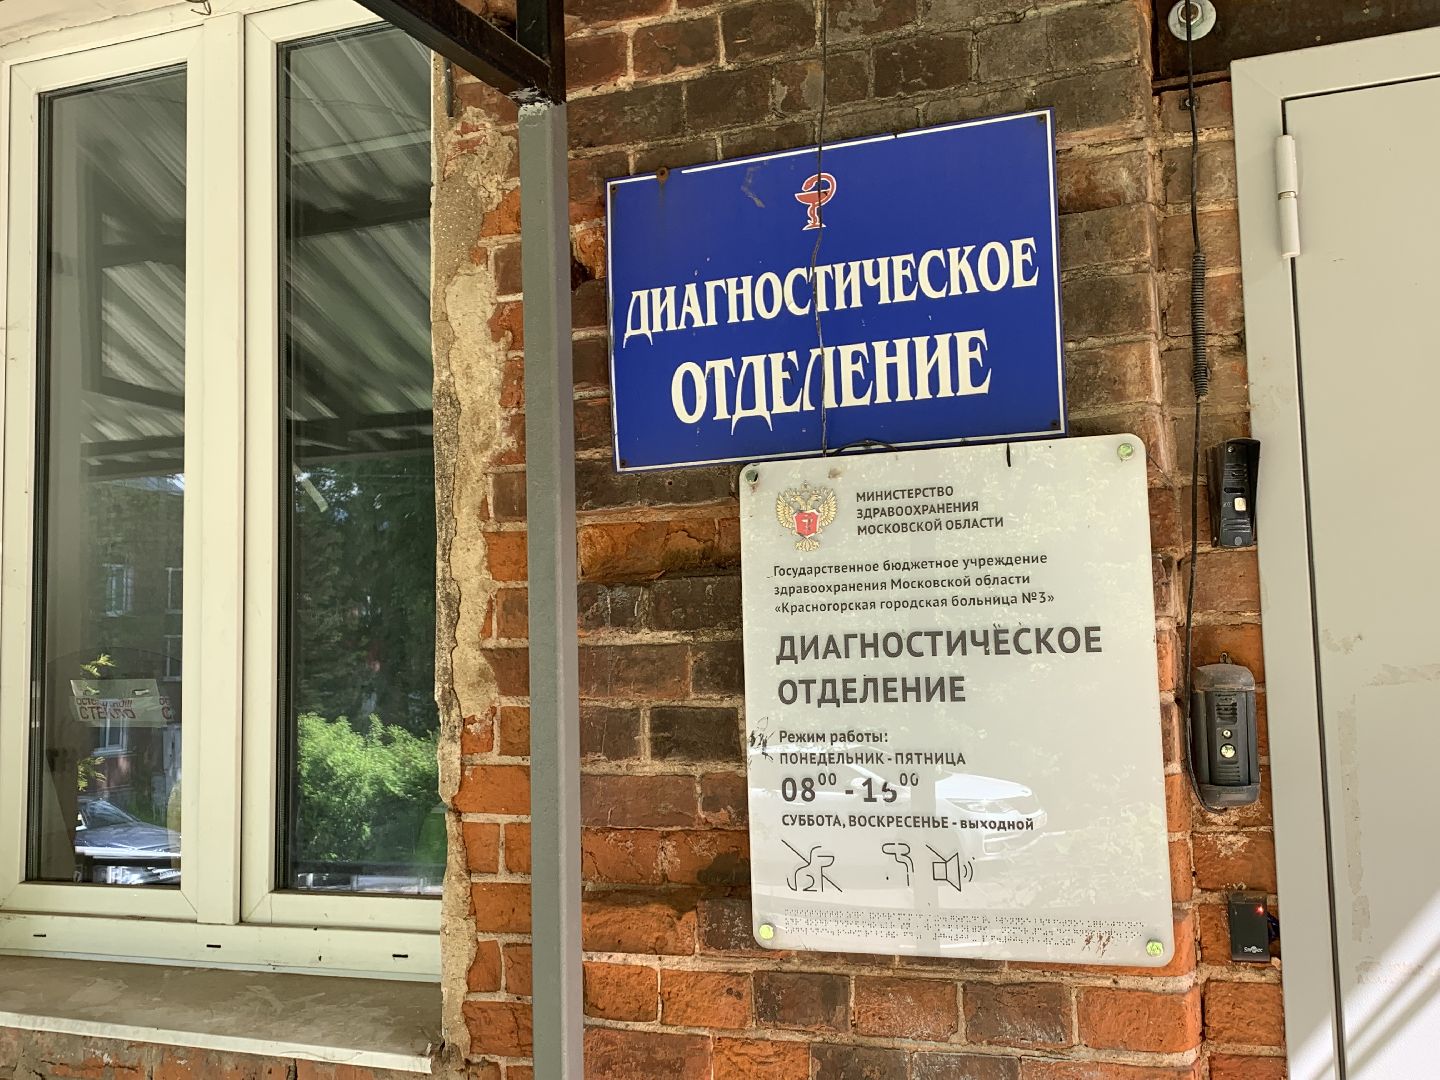 ДИАГНОСТИЧЕСКОЕ
ОТДЕЛЕНИЕ
МИНИСТЕРСТВО
ЗДРАВООХРАНЕНИЯ
МОСКОВСКОЙ ОБЛАСТИ
Государственное бюджетное учреждение
здравоохранения Московской области
«Красногорская городская больница №3»
ДИАГНОСТИЧЕСКОЕ
ОТДЕЛЕНИЕ
Режим работы:
ПОНЕДЕЛЬНИК - ПЯТНИЦА
08⁰⁰ -
СУББОТА, ВОСКРЕСЕНЬЕ - выходной